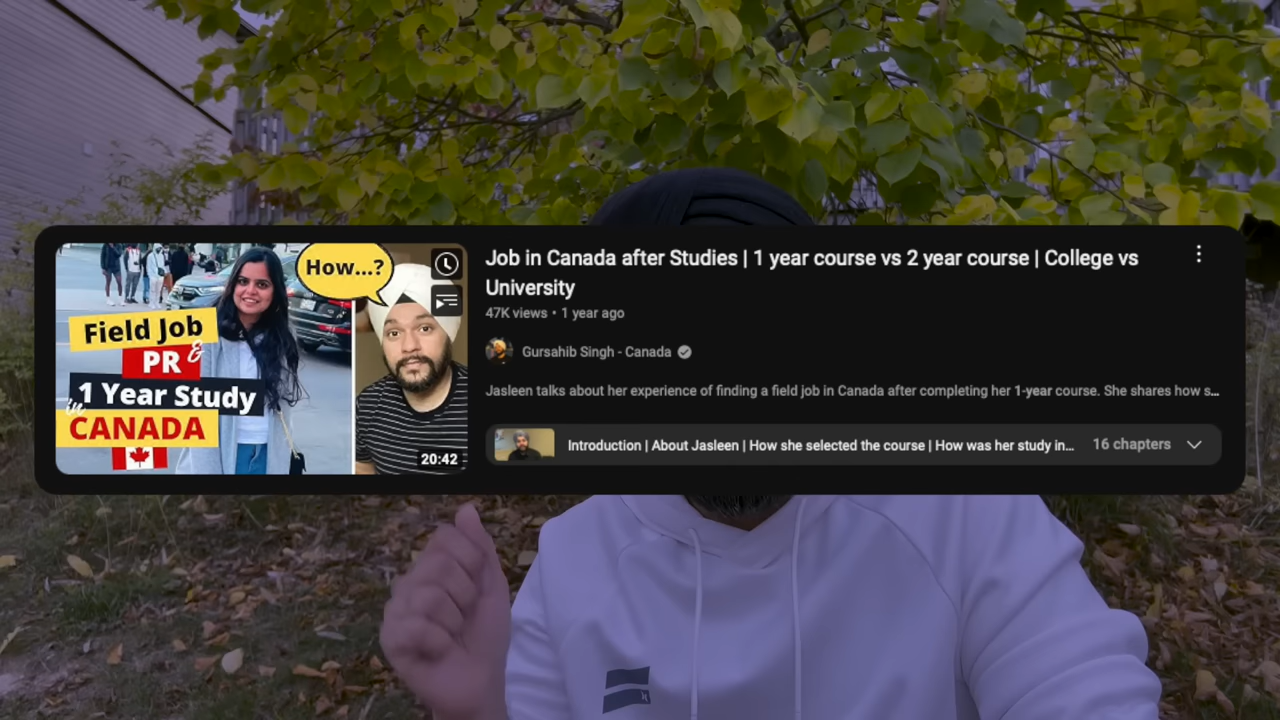 How...?
Field Job
PR &
in 1 Year Study
CANADA
20:42
Job in Canada after Studies | 1 year course vs 2 year course | College vs
University
47K views • 1 year ago
Gursahib Singh - Canada
Jasleen talks about her experience of finding a field job in Canada after completing her 1-year course. She shares how s...
Introduction | About Jasleen | How she selected the course | How was her study in...
16 chapters